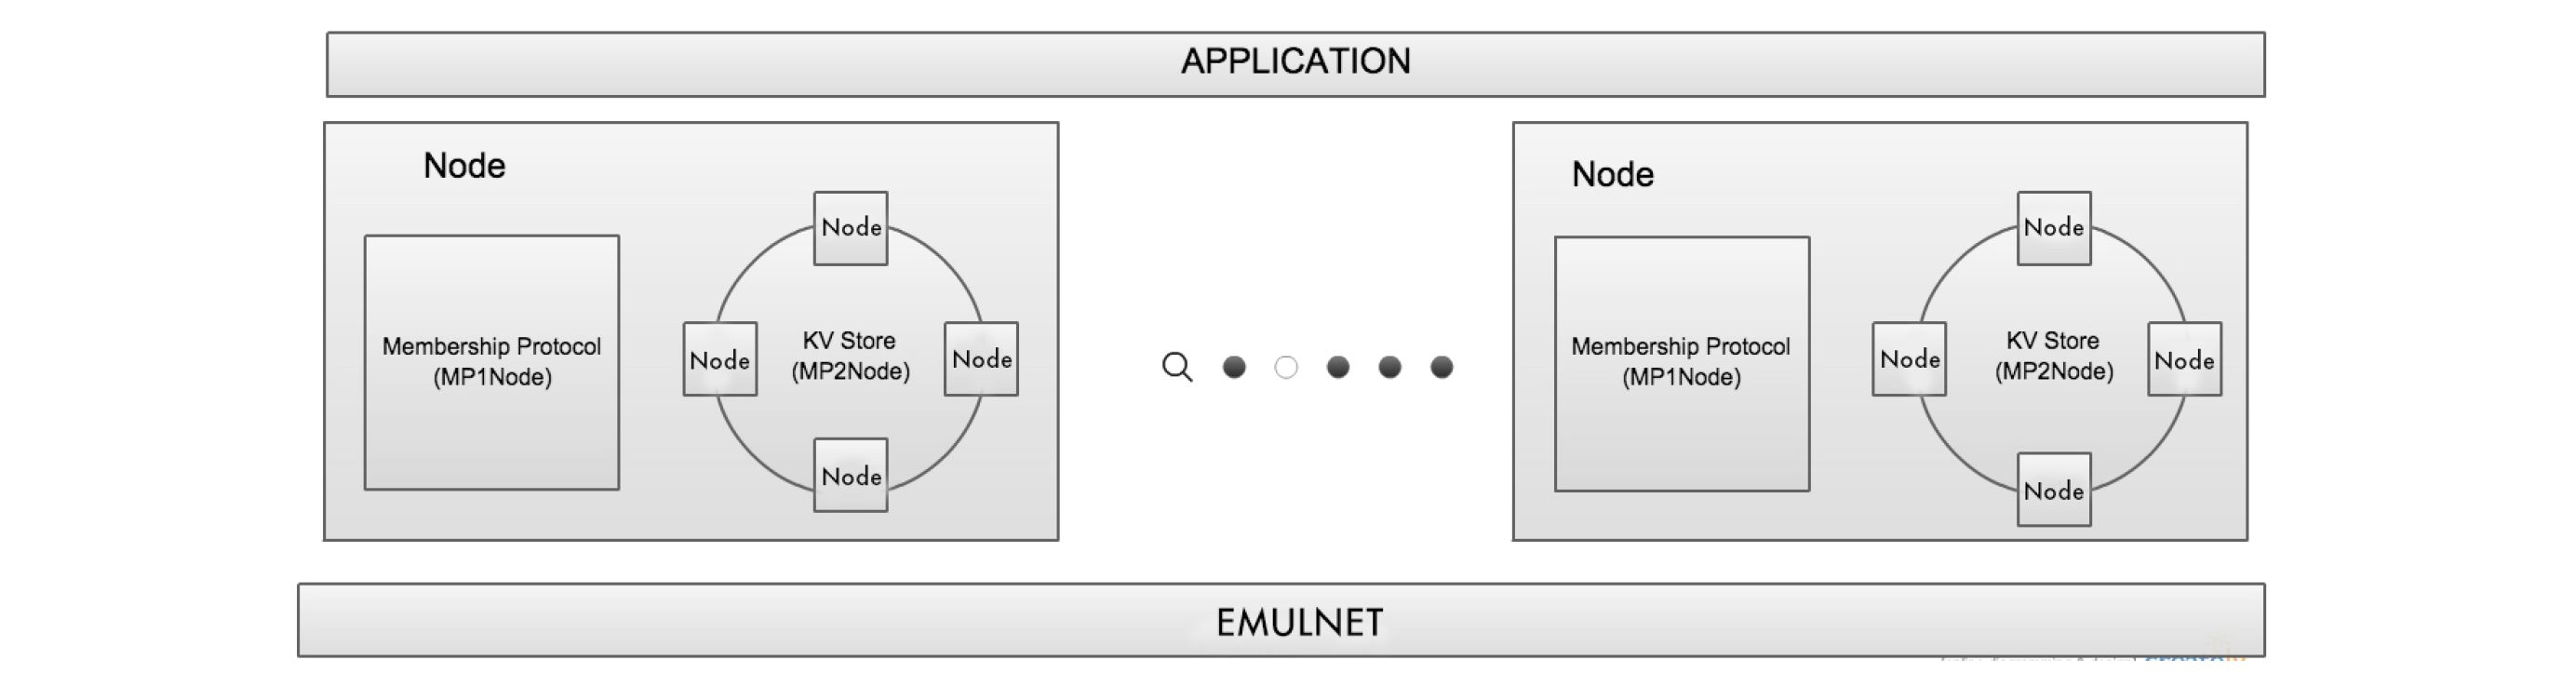 APPLICATION
Node
Node
Membership Protocol
(MP1Node)
Node
Node
KV Store
(MP2Node)
Node
Node
Node
Membership Protocol
(MP1Node)
Node
KV Store
(MP2Node)
Node
Node
EMULNET